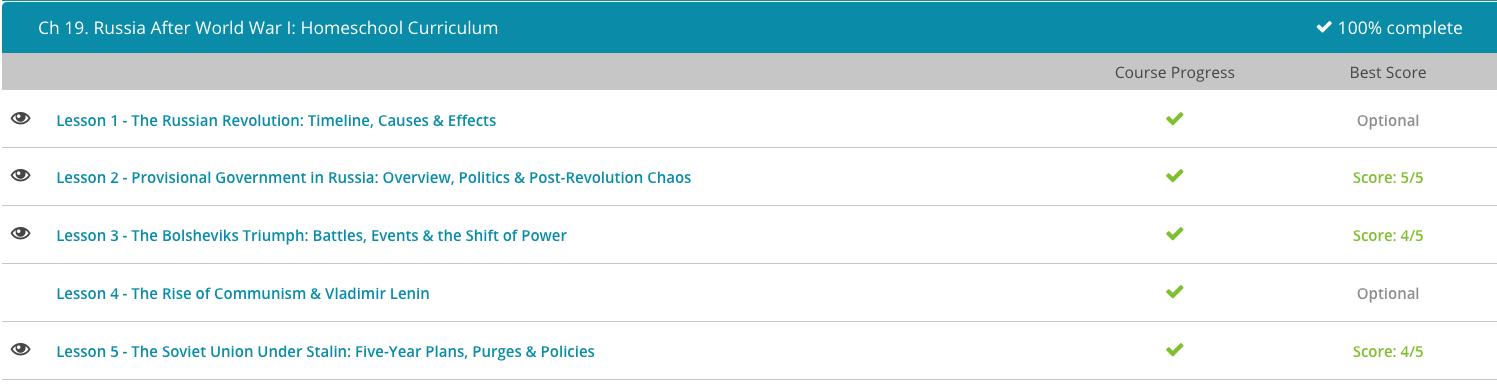 Ch 19. Russia After World War I: Homeschool Curriculum 100% complete
Course Progress Best Score
Lesson 1 - The Russian Revolution: Timeline, Causes & Effects Optional
Lesson 2 - Provisional Government in Russia: Overview, Politics & Post-Revolution Chaos Score: 5/5
Lesson 3 - The Bolsheviks Triumph: Battles, Events & the Shift of Power Score: 4/5
Lesson 4 - The Rise of Communism & Vladimir Lenin Optional
Lesson 5 - The Soviet Union Under Stalin: Five-Year Plans, Purges & Policies Score: 4/5